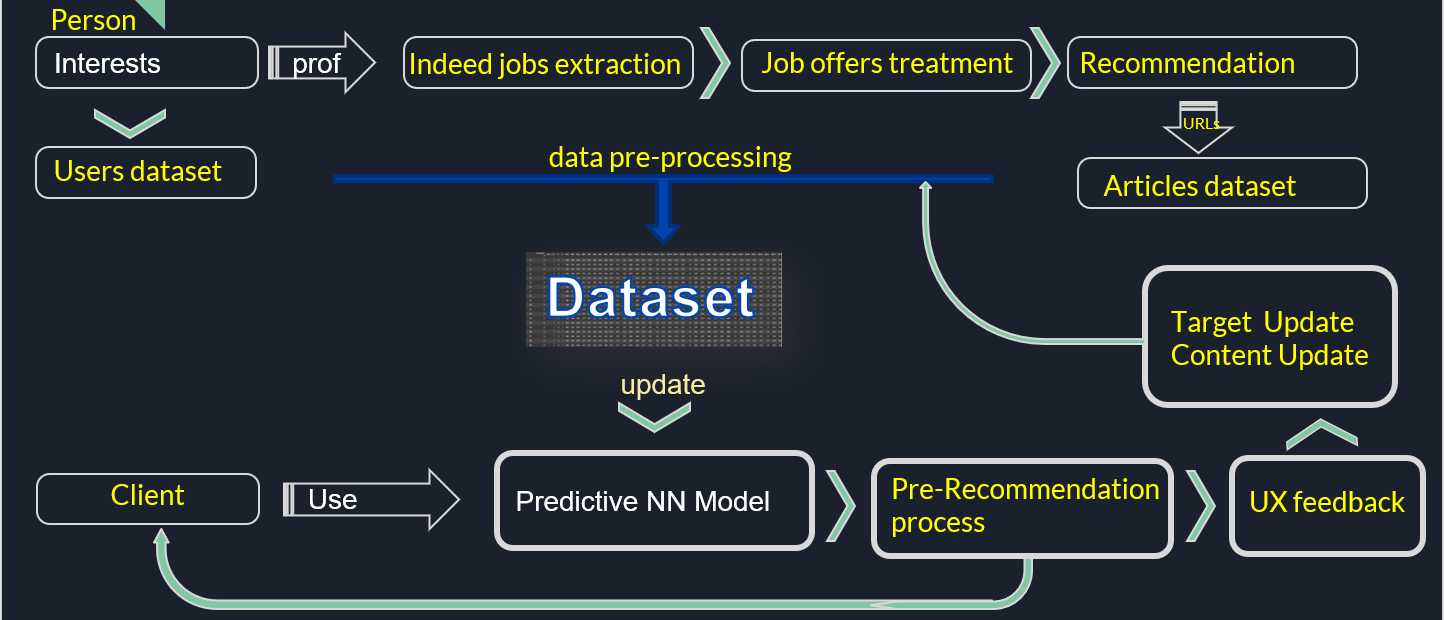 Person
Interests
prof
Indeed jobs extraction
Job offers treatment
Recommendation
URLs
Users dataset
data pre-processing
Articles dataset
Dataset
Target Update
Content Update
update
Client
Use
Predictive NN Model
Pre-Recommendation
process
UX feedback